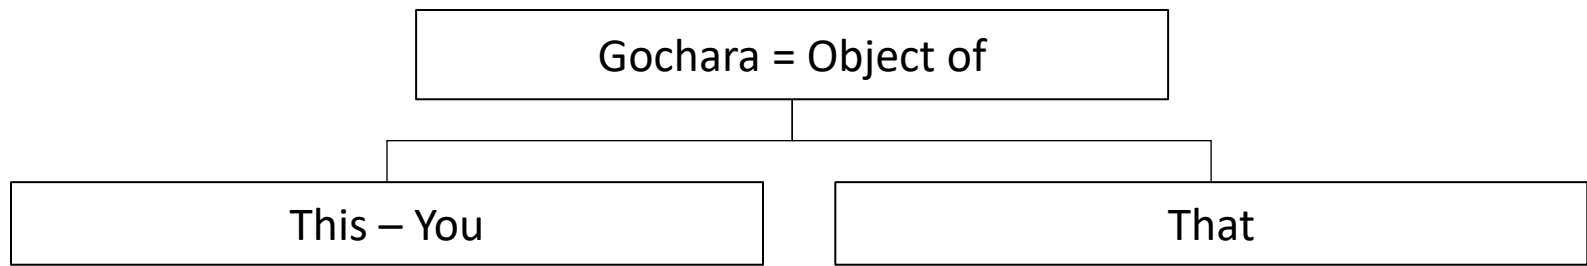 Gochara = Object of
This – You
That